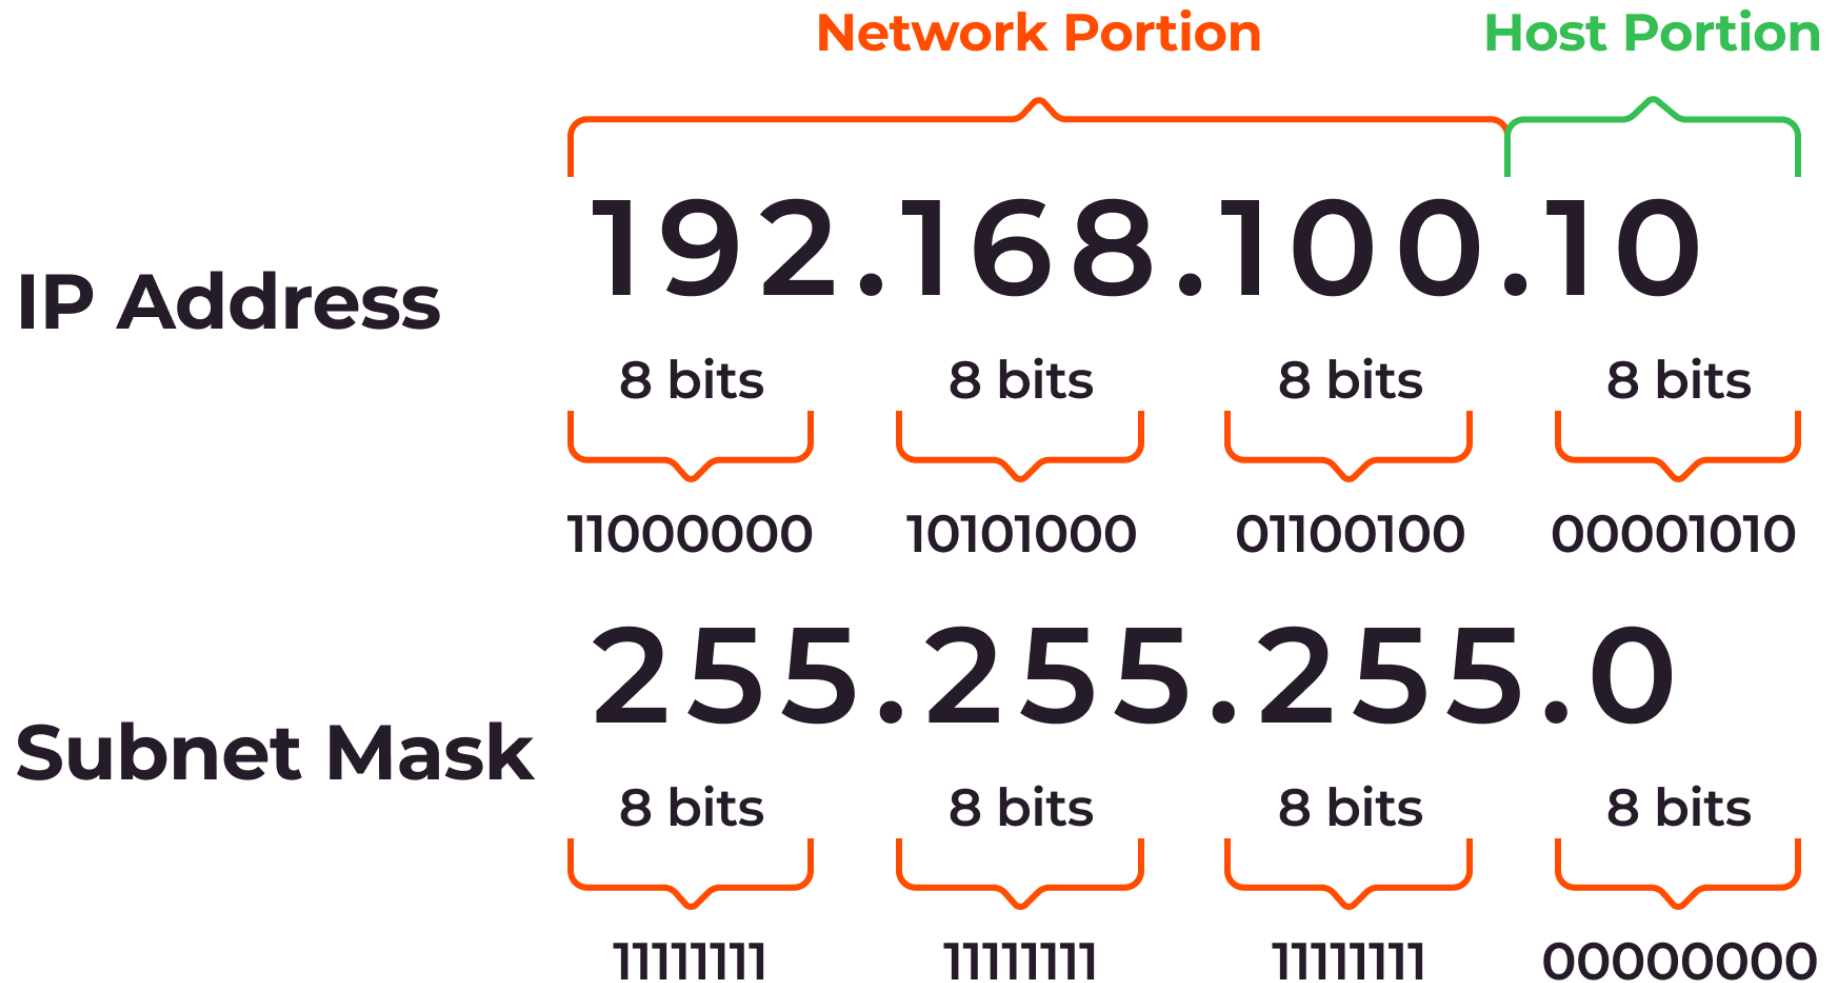 Network Portion Host Portion
IP Address 192.168.100.10
8 bits 8 bits 8 bits 8 bits
11000000 10101000 01100100 00001010
Subnet Mask 255.255.255.0
8 bits 8 bits 8 bits 8 bits
11111111 11111111 11111111 00000000